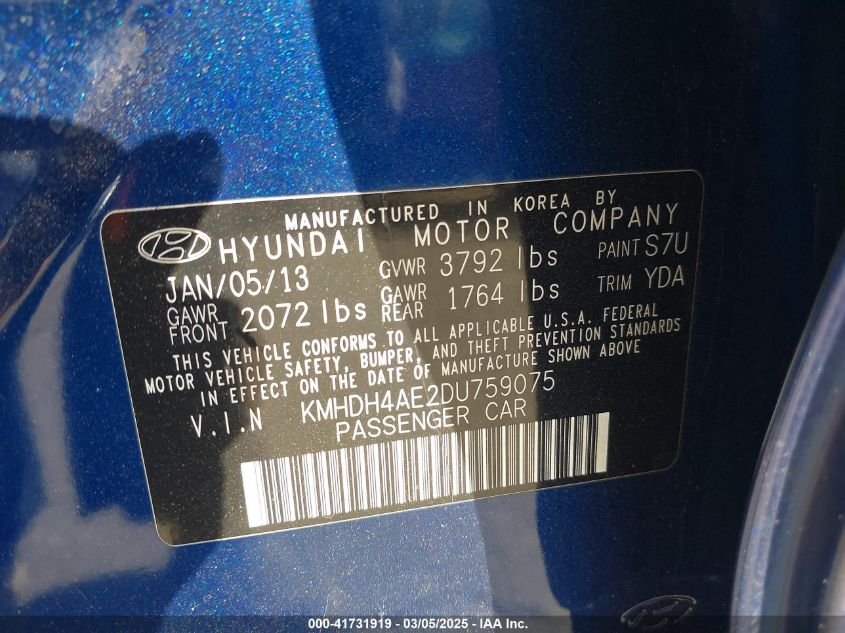 MANUFACTURED IN KOREA BY
HYUNDAI MOTOR COMPANY
JAN/05/13 GVWR 3792 lbs PAINT S7U
GAWR FRONT 2072 lbs GAWR REAR 1764 lbs TRIM YDA
THIS VEHICLE CONFORMS TO ALL APPLICABLE U.S.A. FEDERAL
MOTOR VEHICLE SAFETY, BUMPER, AND THEFT PREVENTION STANDARDS
IN EFFECT ON THE DATE OF MANUFACTURE SHOWN ABOVE
V.I.N KMHDH4AE2DU759075
PASSENGER CAR
000-41731919 - 03/05/2025 - IAA Inc.